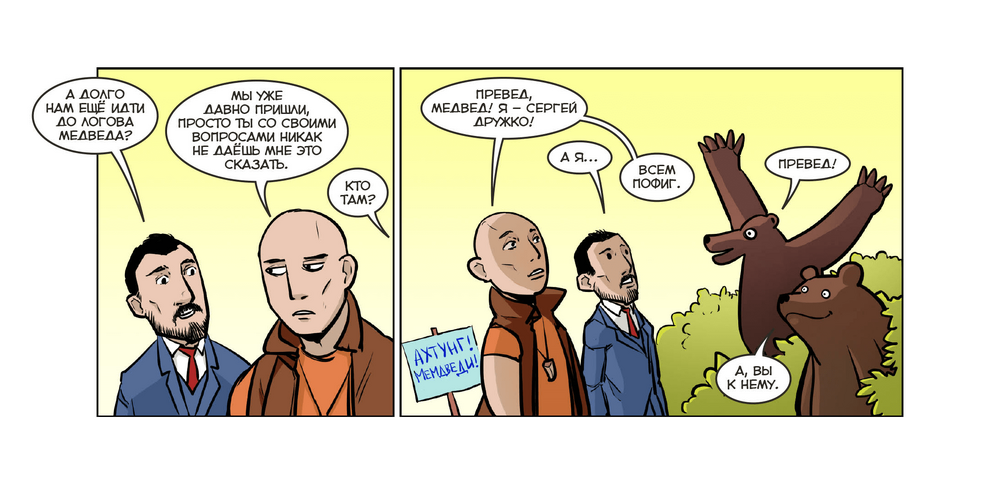 А ДОЛГО
НАМ ЕЩЁ ИДТИ
ДО ЛОГОВА
МЕДВЕДА?
МЫ УЖЕ
ДАВНО ПРИШЛИ,
ПРОСТО ТЫ СО СВОИМИ
ВОПРОСАМИ НИКАК
НЕ ДАЁШЬ МНЕ ЭТО
СКАЗАТЬ.
КТО
ТАМ?
ПРЕВЕД,
МЕДВЕД! Я – СЕРГЕЙ
ДРУЖКО!
А Я...
ВСЕМ
ПОФИГ.
ПРЕВЕД!
АХТУНГ!
МЕМДВЕДИ!
А, ВЫ
К НЕМУ.